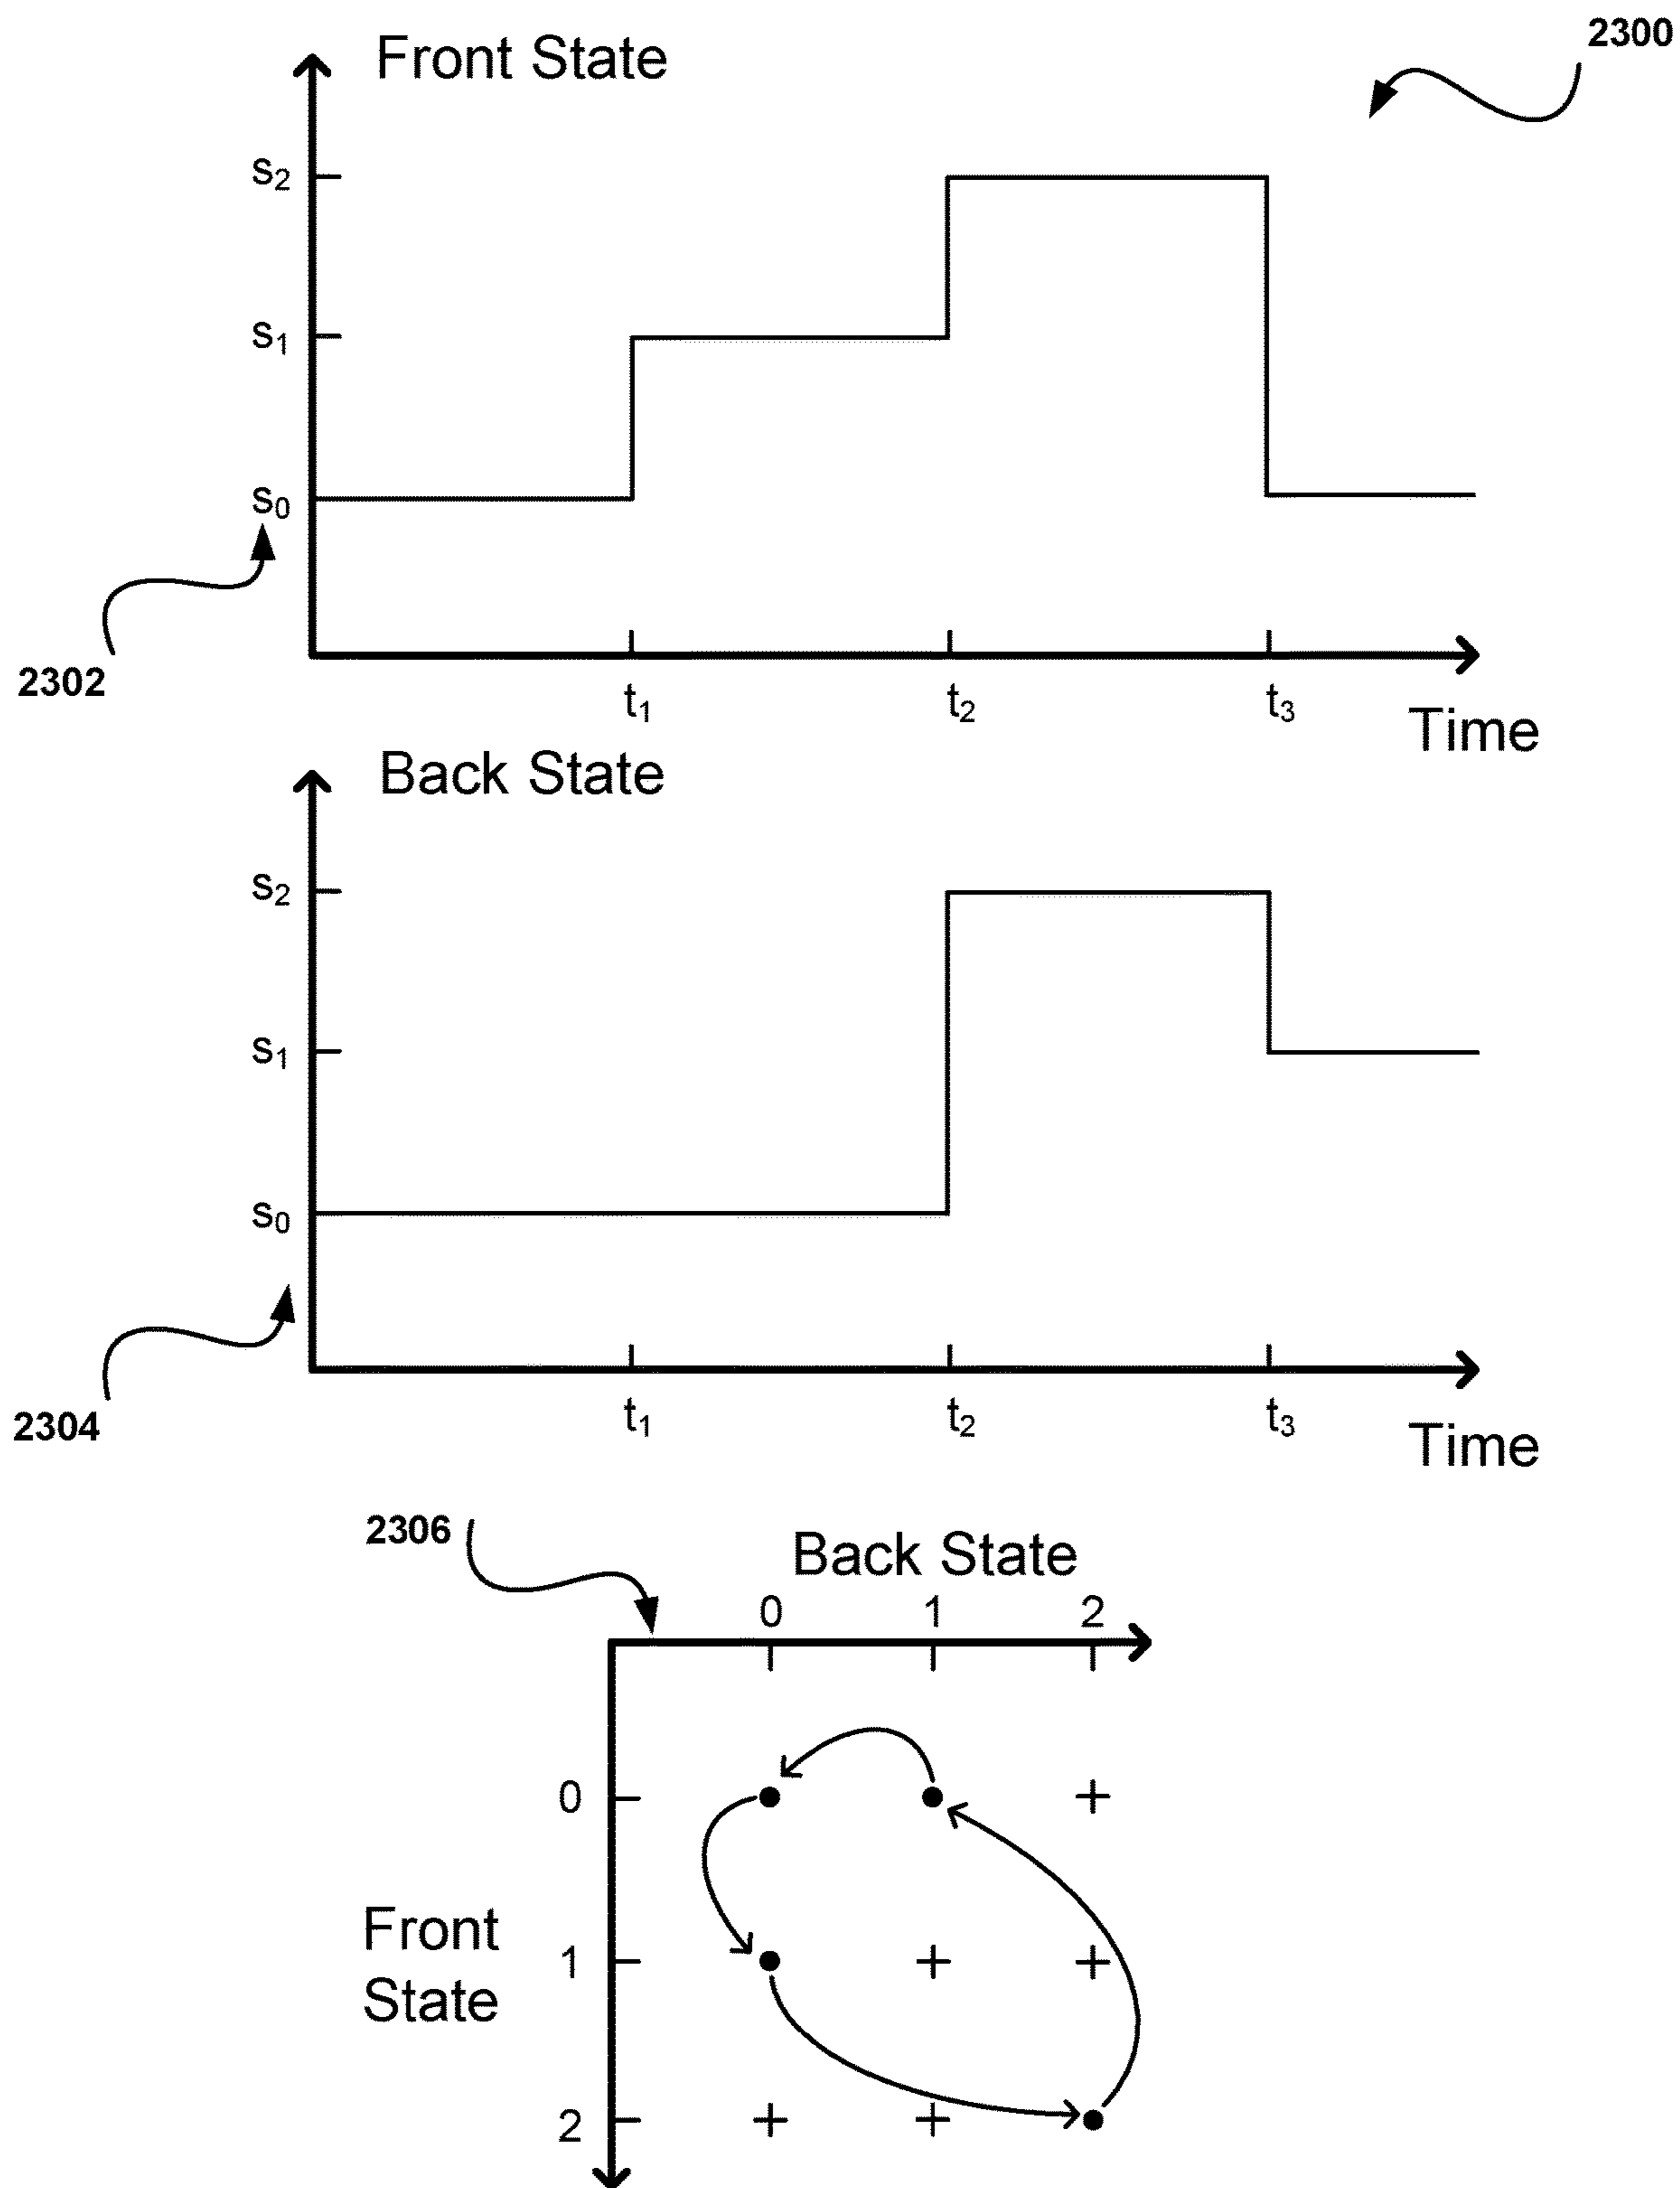 2300
Front State
S2
S1
S0
2302
t1 t2 t3
Time
Back State
S2
S1
S0
2304
t1 t2 t3
Time
2306
Back State
0 1 2
0
Front
State
1
2